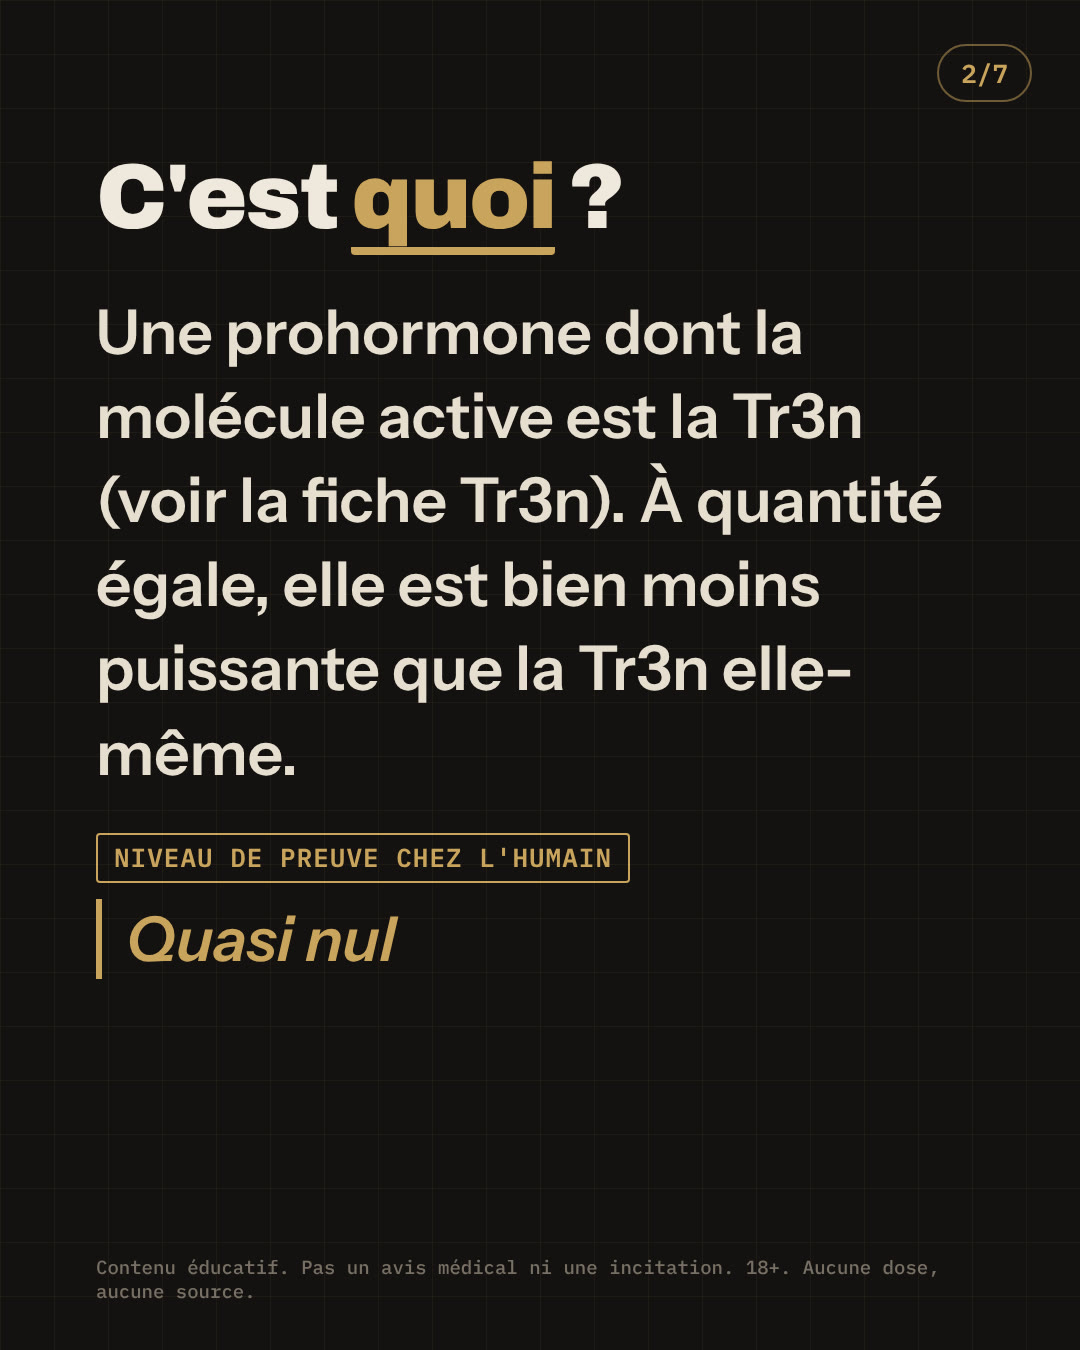 2/7
C'est quoi ?
Une prohormone dont la
molécule active est la Tr3n
(voir la fiche Tr3n). À quantité
égale, elle est bien moins
puissante que la Tr3n elle-
même.
NIVEAU DE PREUVE CHEZ L'HUMAIN
Quasi nul
Contenu éducatif. Pas un avis médical ni une incitation. 18+. Aucune dose,
aucune source.